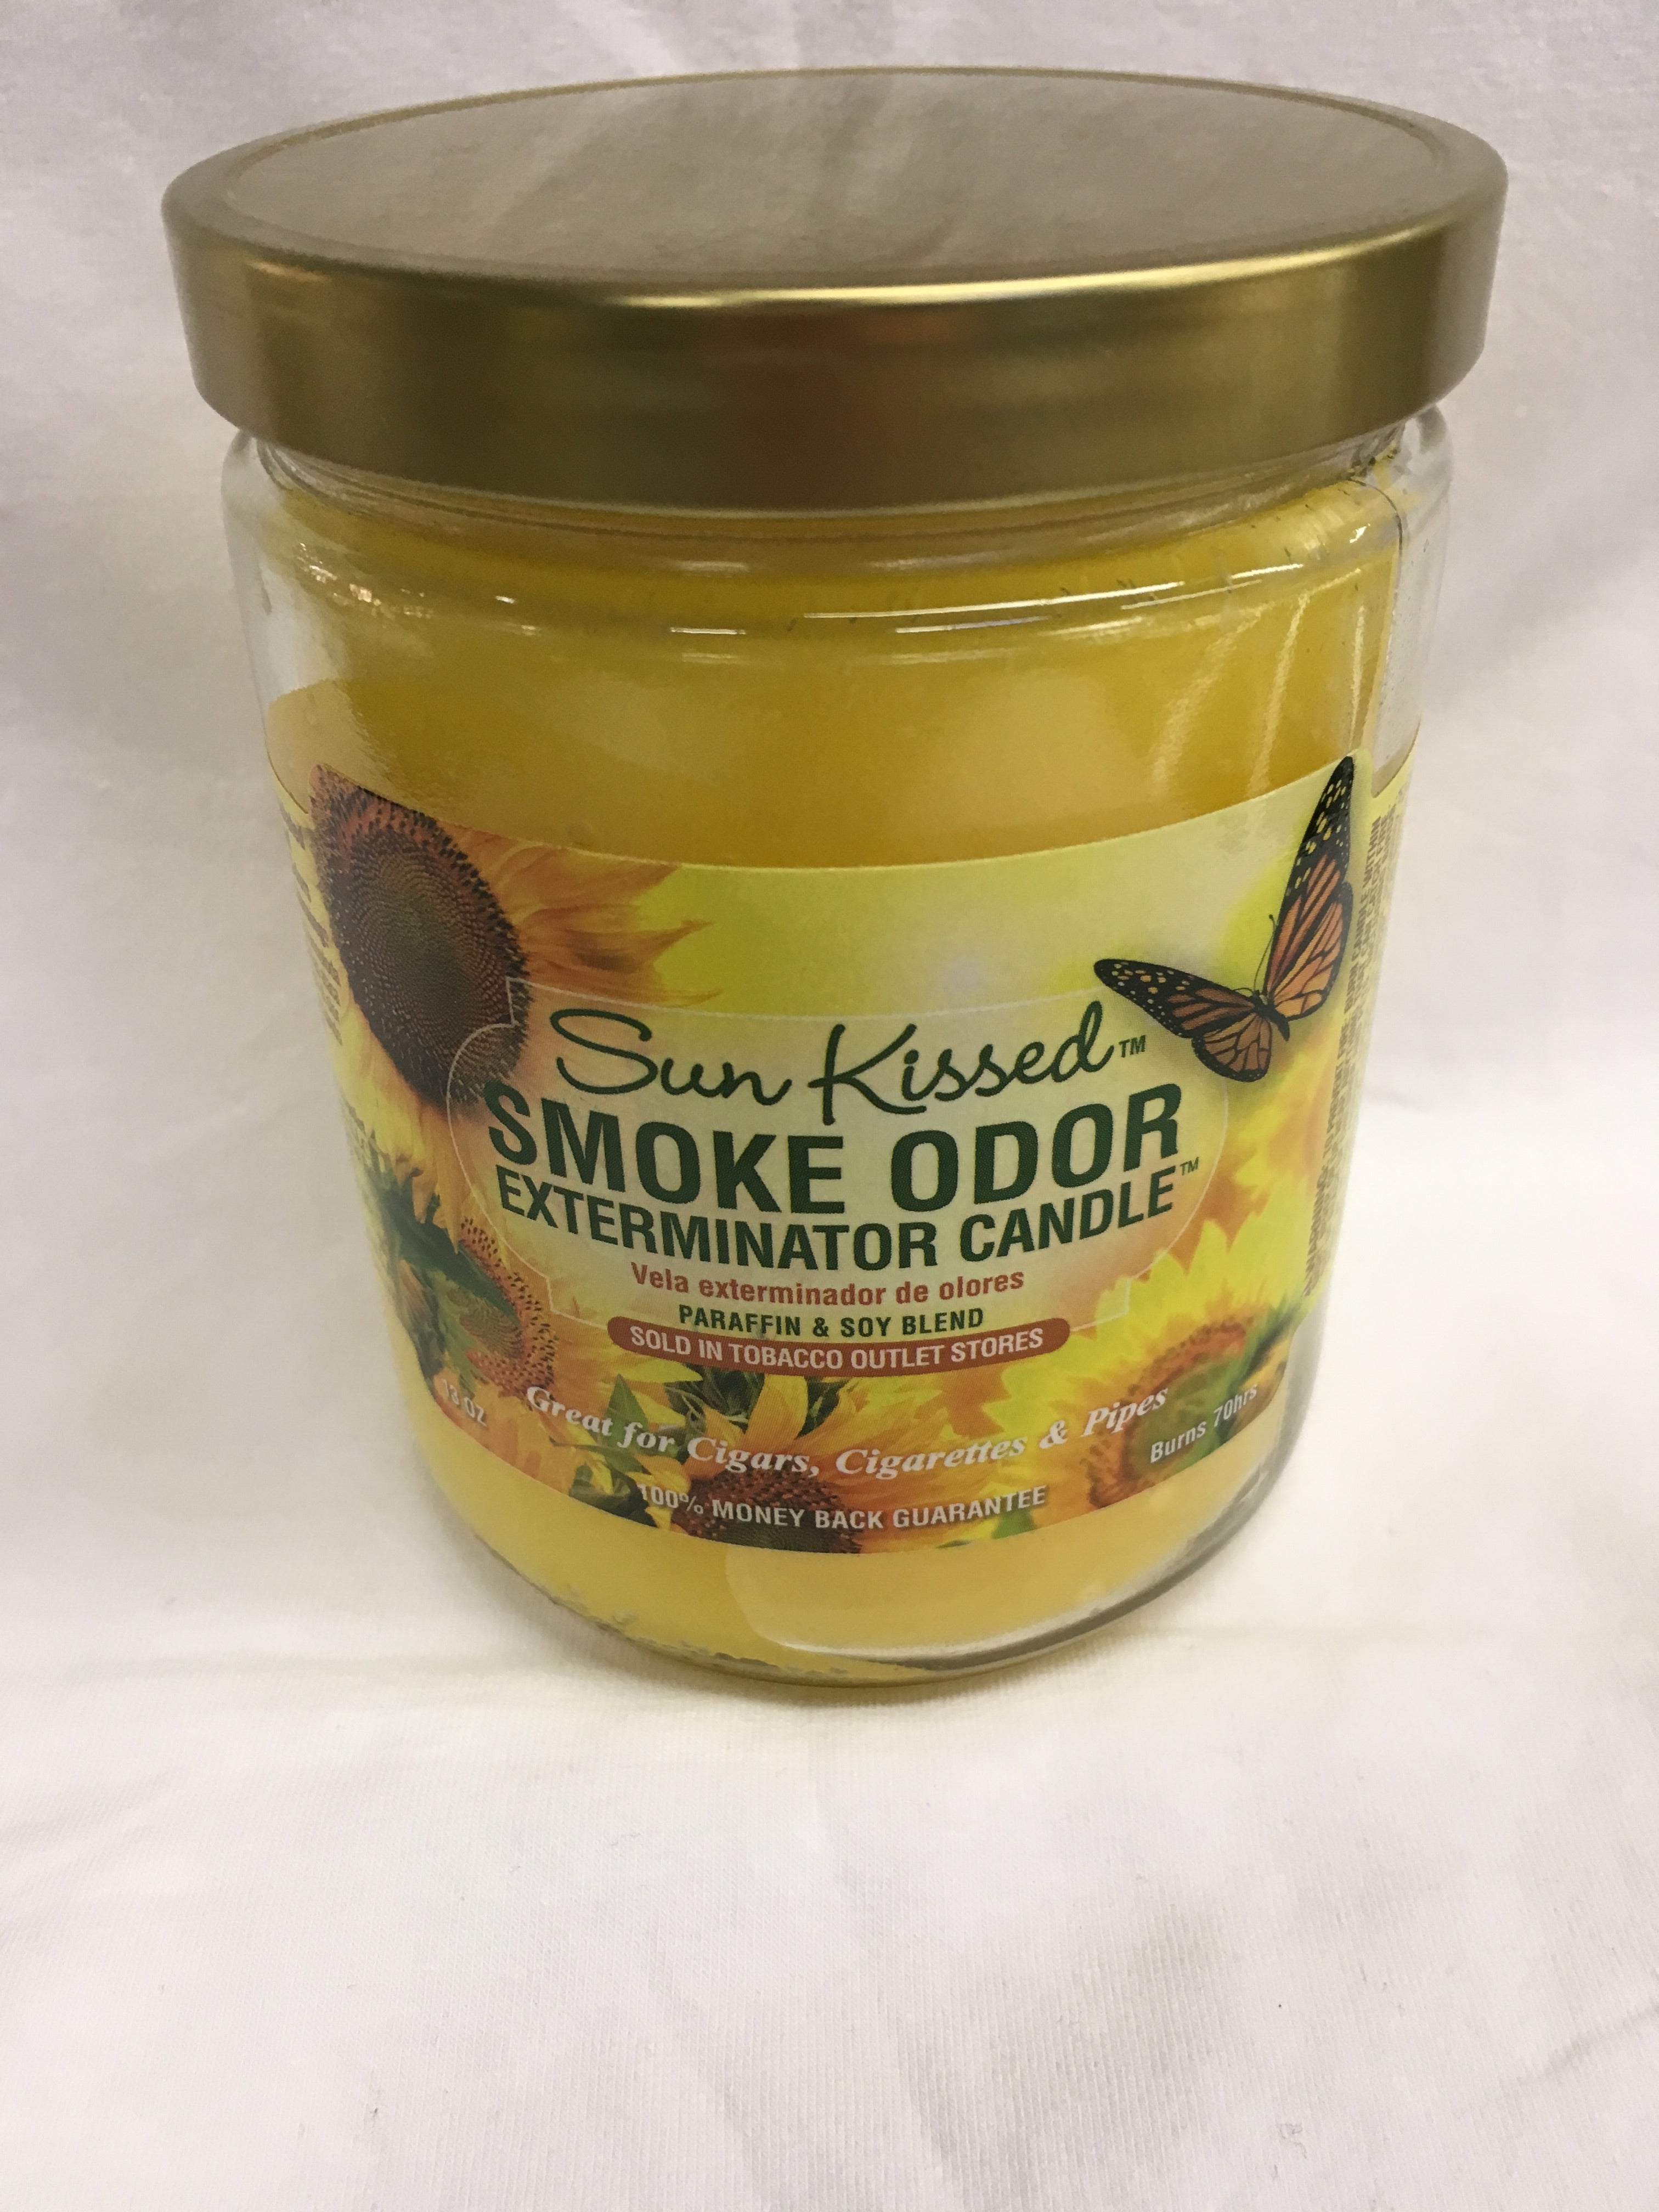 Sun Kissed™
SMOKE ODOR
EXTERMINATOR CANDLE™
Vela exterminador de olores
PARAFFIN & SOY BLEND
SOLD IN TOBACCO OUTLET STORES
13 OZ
Great for Cigars, Cigarettes & Pipes
Burns 70hrs
100% MONEY BACK GUARANTEE